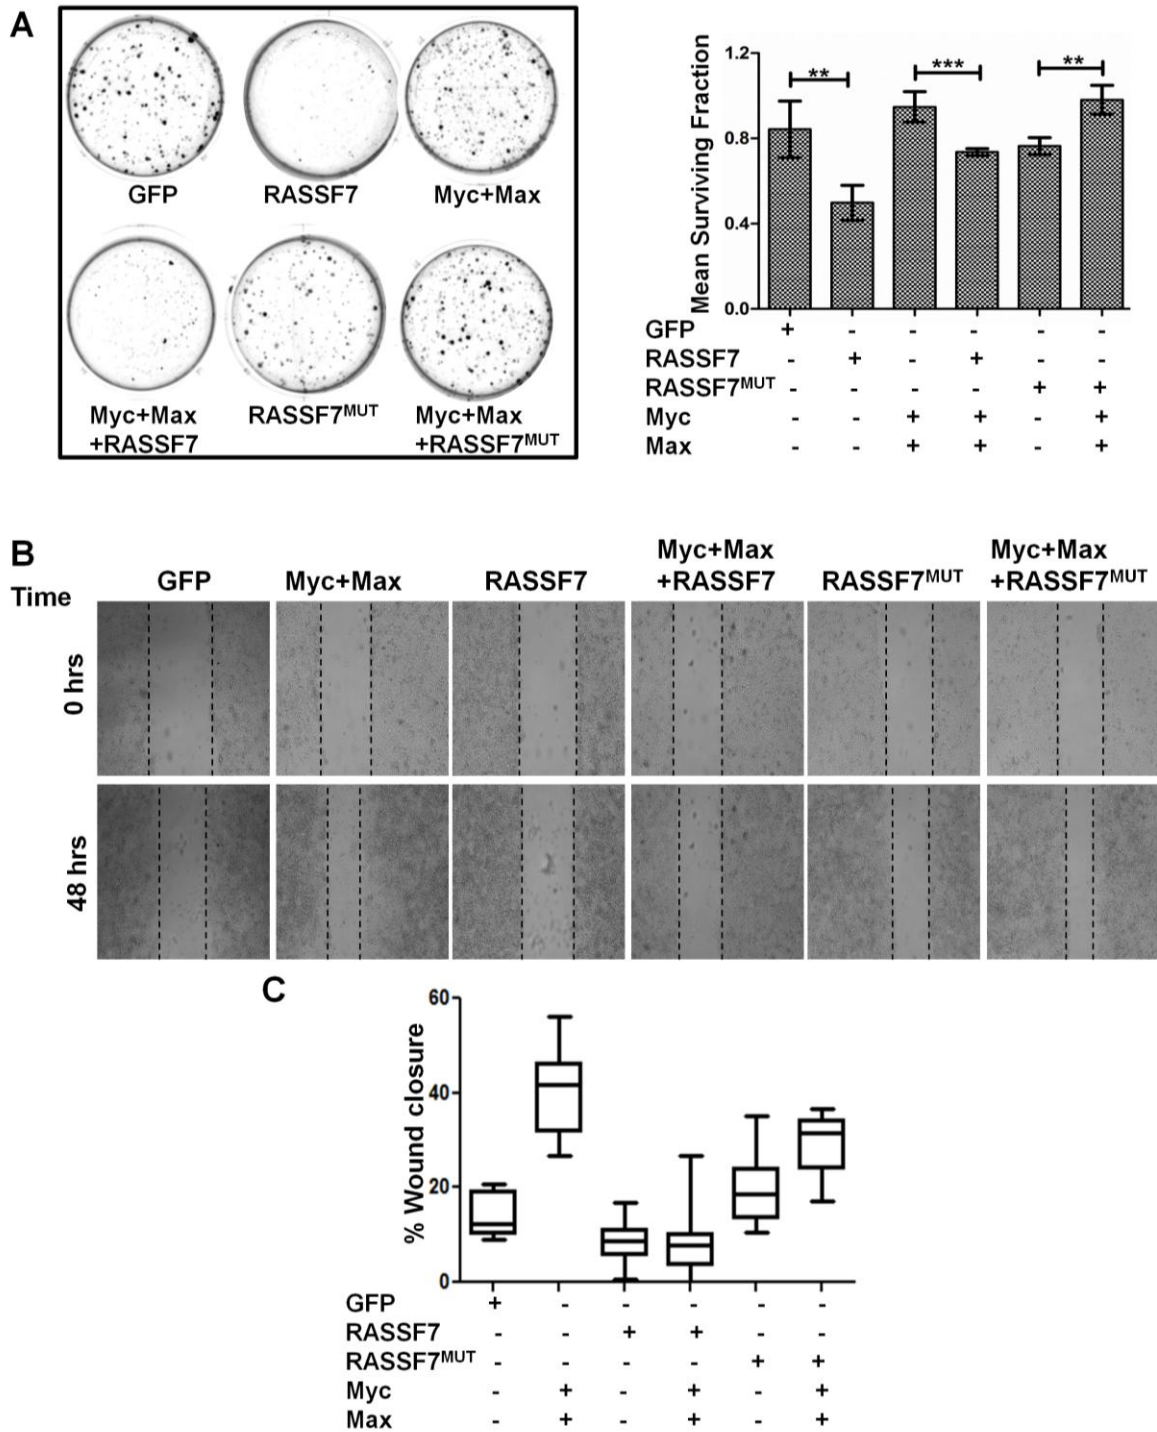 A
GFP
RASSF7
Myc+Max
Myc+Max
+RASSF7
RASSF7MUT
Myc+Max
+RASSF7MUT
Mean Surviving Fraction
1.2
0.8
0.4
0.0
**
***
**
GFP + - - - - -
RASSF7 - + - + - -
RASSF7MUT - - - - + +
Myc - - + + - +
Max - - + + - +
B
Time
GFP
Myc+Max
RASSF7
Myc+Max
+RASSF7
RASSF7MUT
Myc+Max
+RASSF7MUT
0 hrs
48 hrs
C
% Wound closure
60
40
20
0
GFP + - - - - -
RASSF7 - - + + - -
RASSF7MUT - - - - + +
Myc - + - + - +
Max - + - + - +